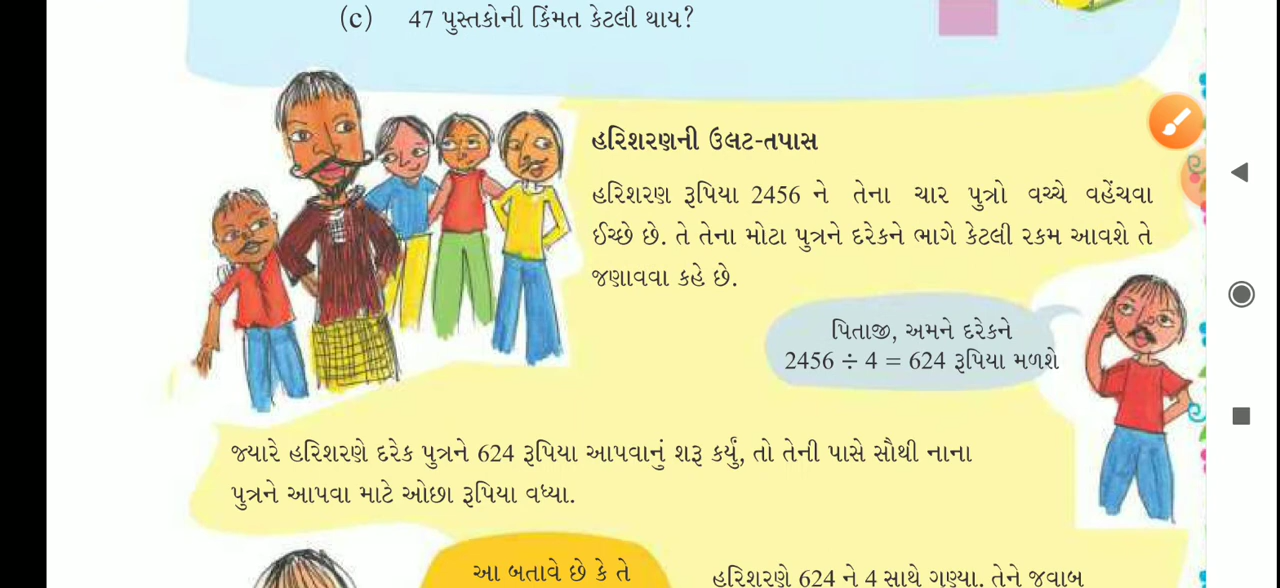 (c) 47 પુસ્તકોની કિંમત કેટલી થાય?
હરિશરણની ઉલટ-તપાસ
હરિશરણ રૂપિયા 2456 ને તેના ચાર પુત્રો વચ્ચે વહેંચવા
ઈચ્છે છે. તે તેના મોટા પુત્રને દરેકને ભાગે કેટલી રકમ આવશે તે
જણાવવા કહે છે.
પિતાજી, અમને દરેકને
2456 ÷ 4 = 624 રૂપિયા મળશે
જ્યારે હરિશરણે દરેક પુત્રને 624 રૂપિયા આપવાનું શરૂ કર્યું, તો તેની પાસે સૌથી નાના
પુત્રને આપવા માટે ઓછા રૂપિયા વધ્યા.
આ બતાવે છે કે તે
હરિશરણે 624 ને 4 સાથે ગણ્યા. તેને જવાબ